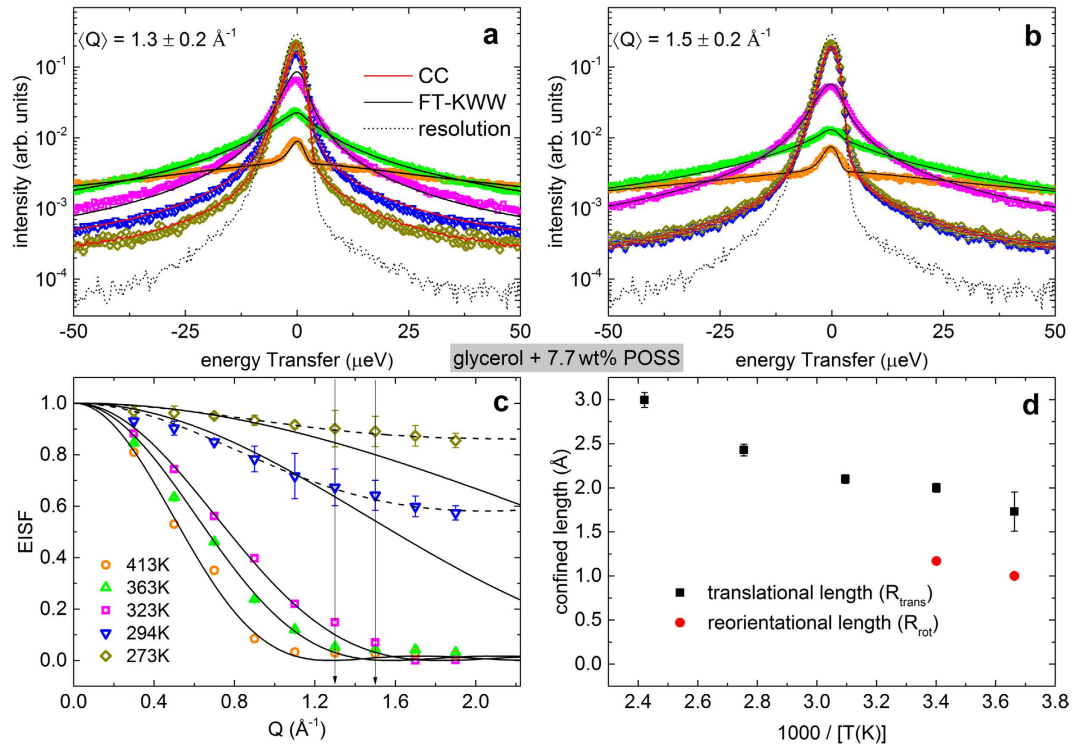 a
⟨Q⟩ = 1.3 ± 0.2 Å⁻¹
CC
FT-KWW
resolution
intensity (arb. units)
10⁻¹
10⁻²
10⁻³
10⁻⁴
-50 -25 0 25 50
energy Transfer (μeV)
b
⟨Q⟩ = 1.5 ± 0.2 Å⁻¹
intensity (arb. units)
10⁻¹
10⁻²
10⁻³
10⁻⁴
-50 -25 0 25 50
energy Transfer (μeV)
glycerol + 7.7 wt% POSS
c
EISF
1.0
0.8
0.6
0.4
0.2
0.0
413K
363K
323K
294K
273K
0.0 0.4 0.8 1.2 1.6 2.0
Q (Å⁻¹)
d
confined length (Å)
3.0
2.5
2.0
1.5
1.0
0.5
0.0
translational length (R_trans)
reorientational length (R_rot)
2.4 2.6 2.8 3.0 3.2 3.4 3.6 3.8
1000 / [T(K)]